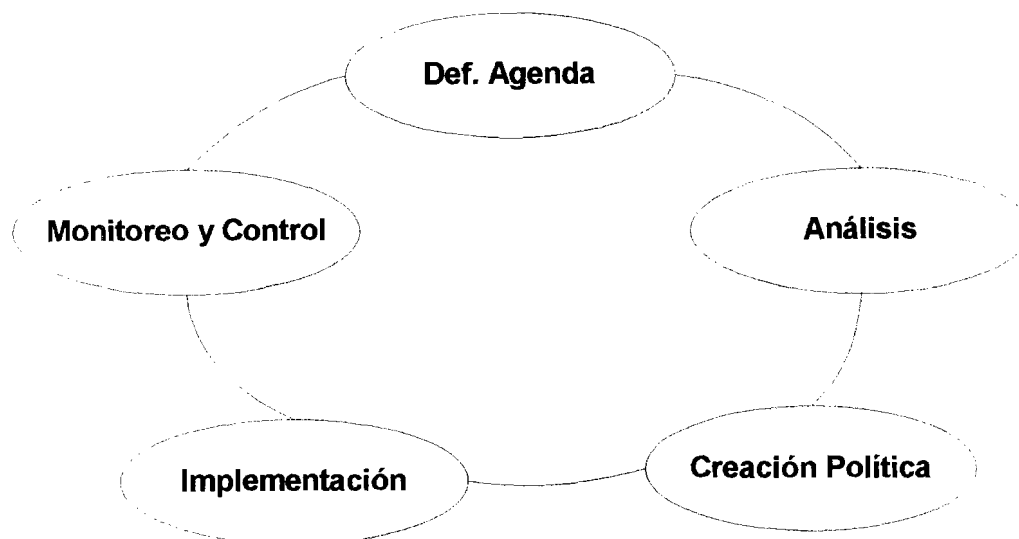 Def. Agenda
Monitoreo y Control
Análisis
Implementación
Creación Política